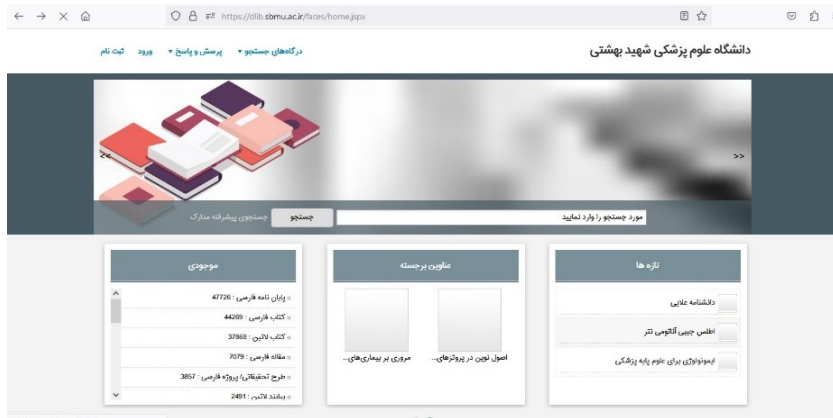 https://dlib.sbmu.ac.ir/faces/home.jspx
دانشگاه علوم پزشکی شهید بهشتی
درگاه‌های جستجو
پرسش و پاسخ
ورود
ثبت نام
<<
>>
مورد جستجو را وارد نمایید
جستجو
جستجوی پیشرفته مدارک
تازه ها
دانشنامه علایی
اطلس جیبی آناتومی نتر
ایمونولوژی برای علوم پایه پزشکی
عناوین برجسته
اصول نوین در پروتزهای...
مروری بر بیماری‌های...
موجودی
پایان نامه فارسی : 47726
کتاب فارسی : 44269
کتاب لاتین : 37868
مقاله فارسی : 7079
طرح تحقیقاتی/ پروژه فارسی : 3857
پیایند لاتین : 2491